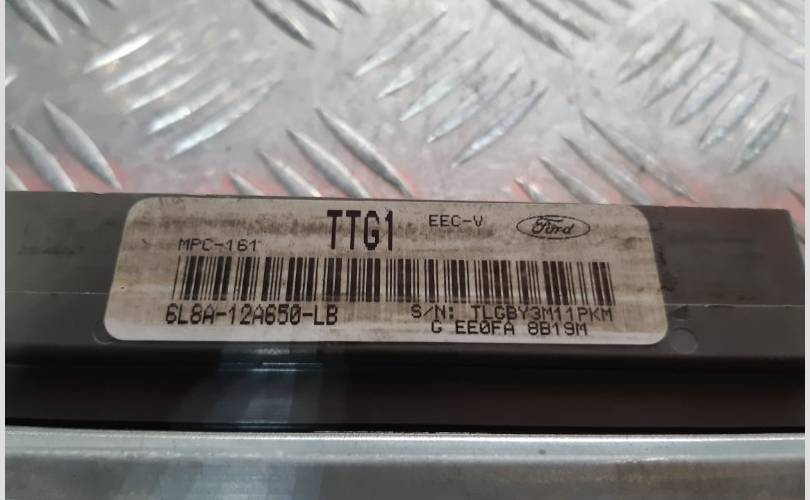 TTG1 EEC-V Ford
MPC-161
6L8A-12A650-LB S/N: TLGBY3M11PKM
G EE0FA 8B19M